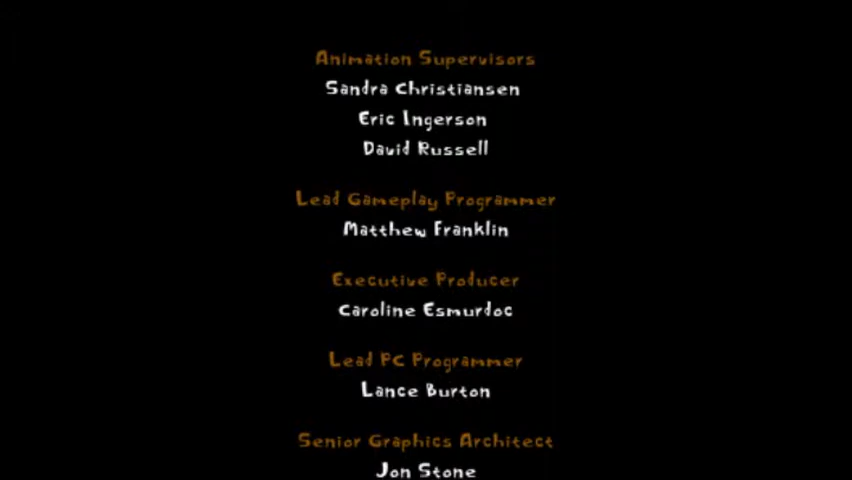 Animation Supervisors
Sandra Christiansen
Eric Ingerson
David Russell
Lead Gameplay Programmer
Matthew Franklin
Executive Producer
Caroline Esmurdoc
Lead PC Programmer
Lance Burton
Senior Graphics Architect
Jon Stone